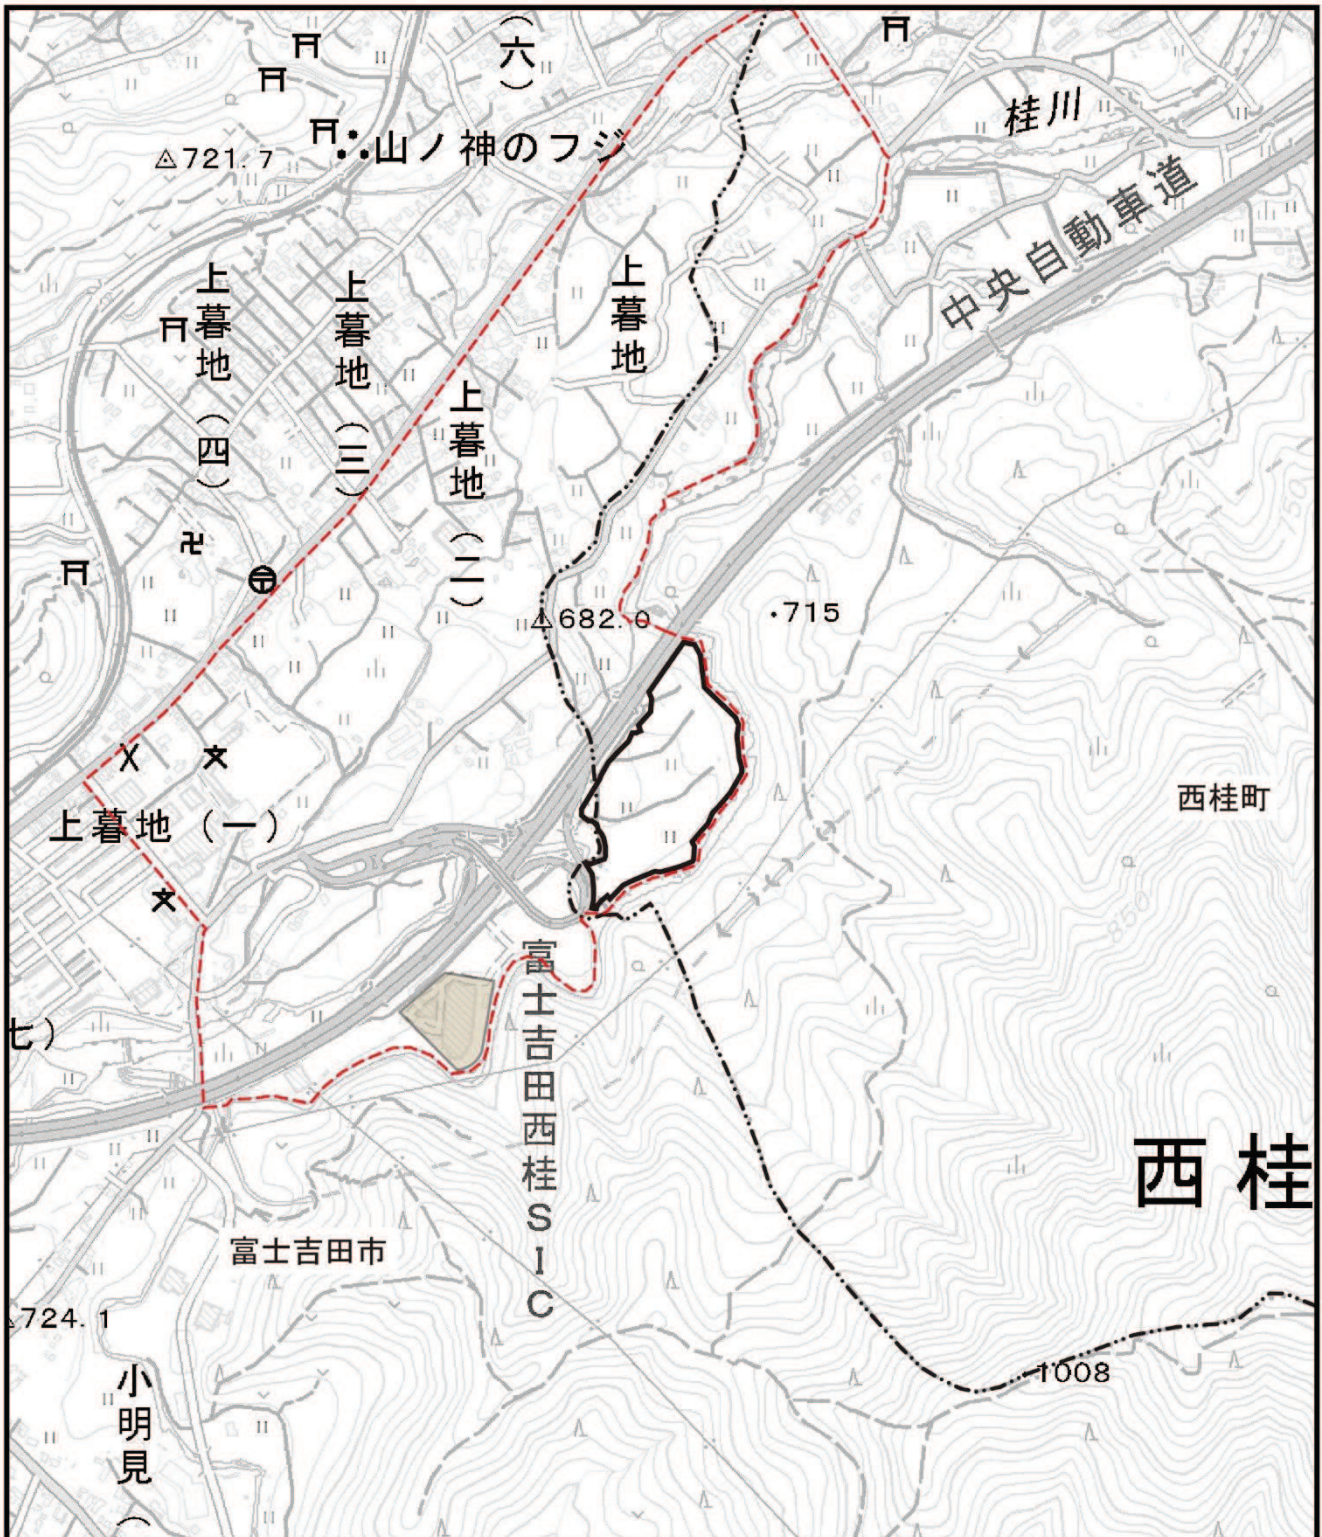 （六）
桂川
山ノ神のフジ
721.7
中央自動車道
上暮地（四）
上暮地（三）
上暮地
上暮地（二）
682.0
715
西桂町
上暮地（一）
富士吉田西桂SIC
七）
850
西桂
富士吉田市
724.1
1008
小明見（